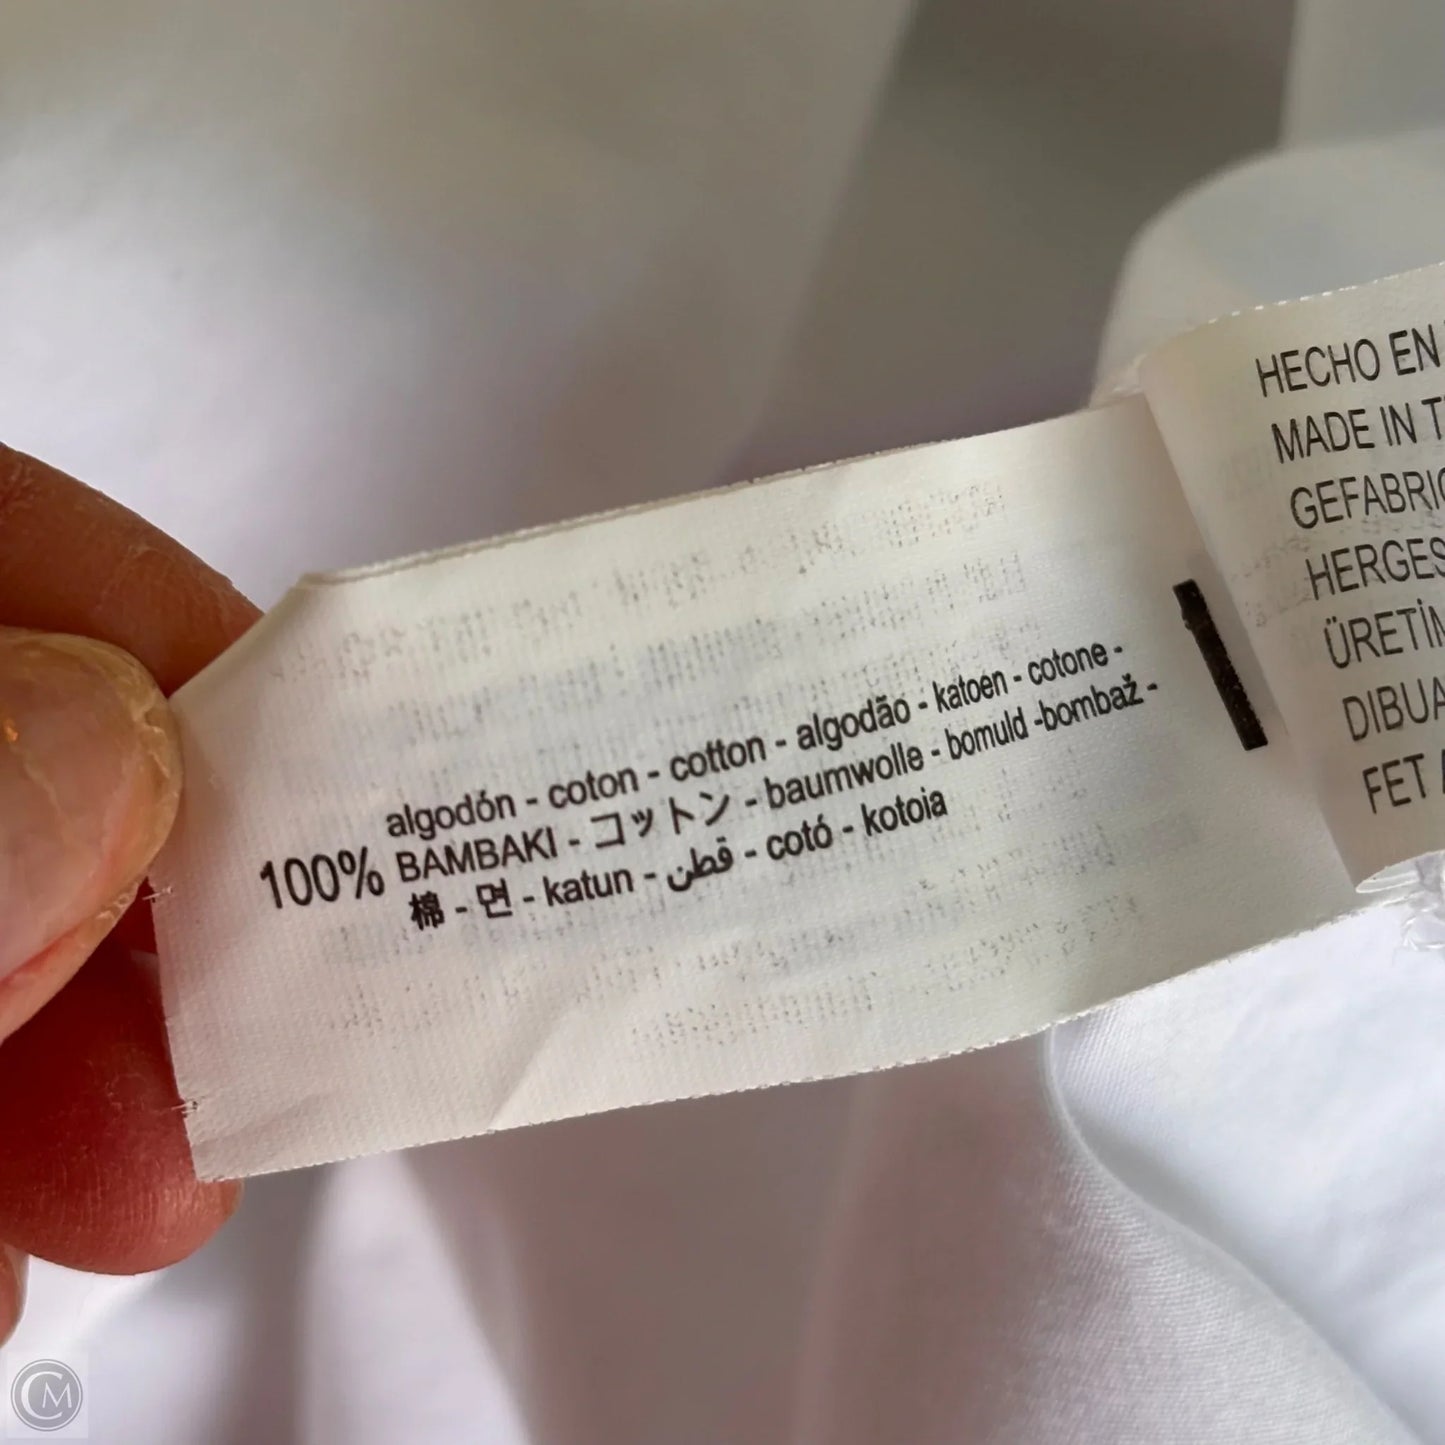 100%
algodón - coton - cotton - algodão - katoen - cotone -
BAMBAKI - コットン - baumwolle - bomuld -bombaž -
棉 - 면 - katun - قطن - cotó - kotoia
HECHO EN
MADE IN T
GEFABRIC
HERGES
ÜRETİM
DIBUA
FET A
CM